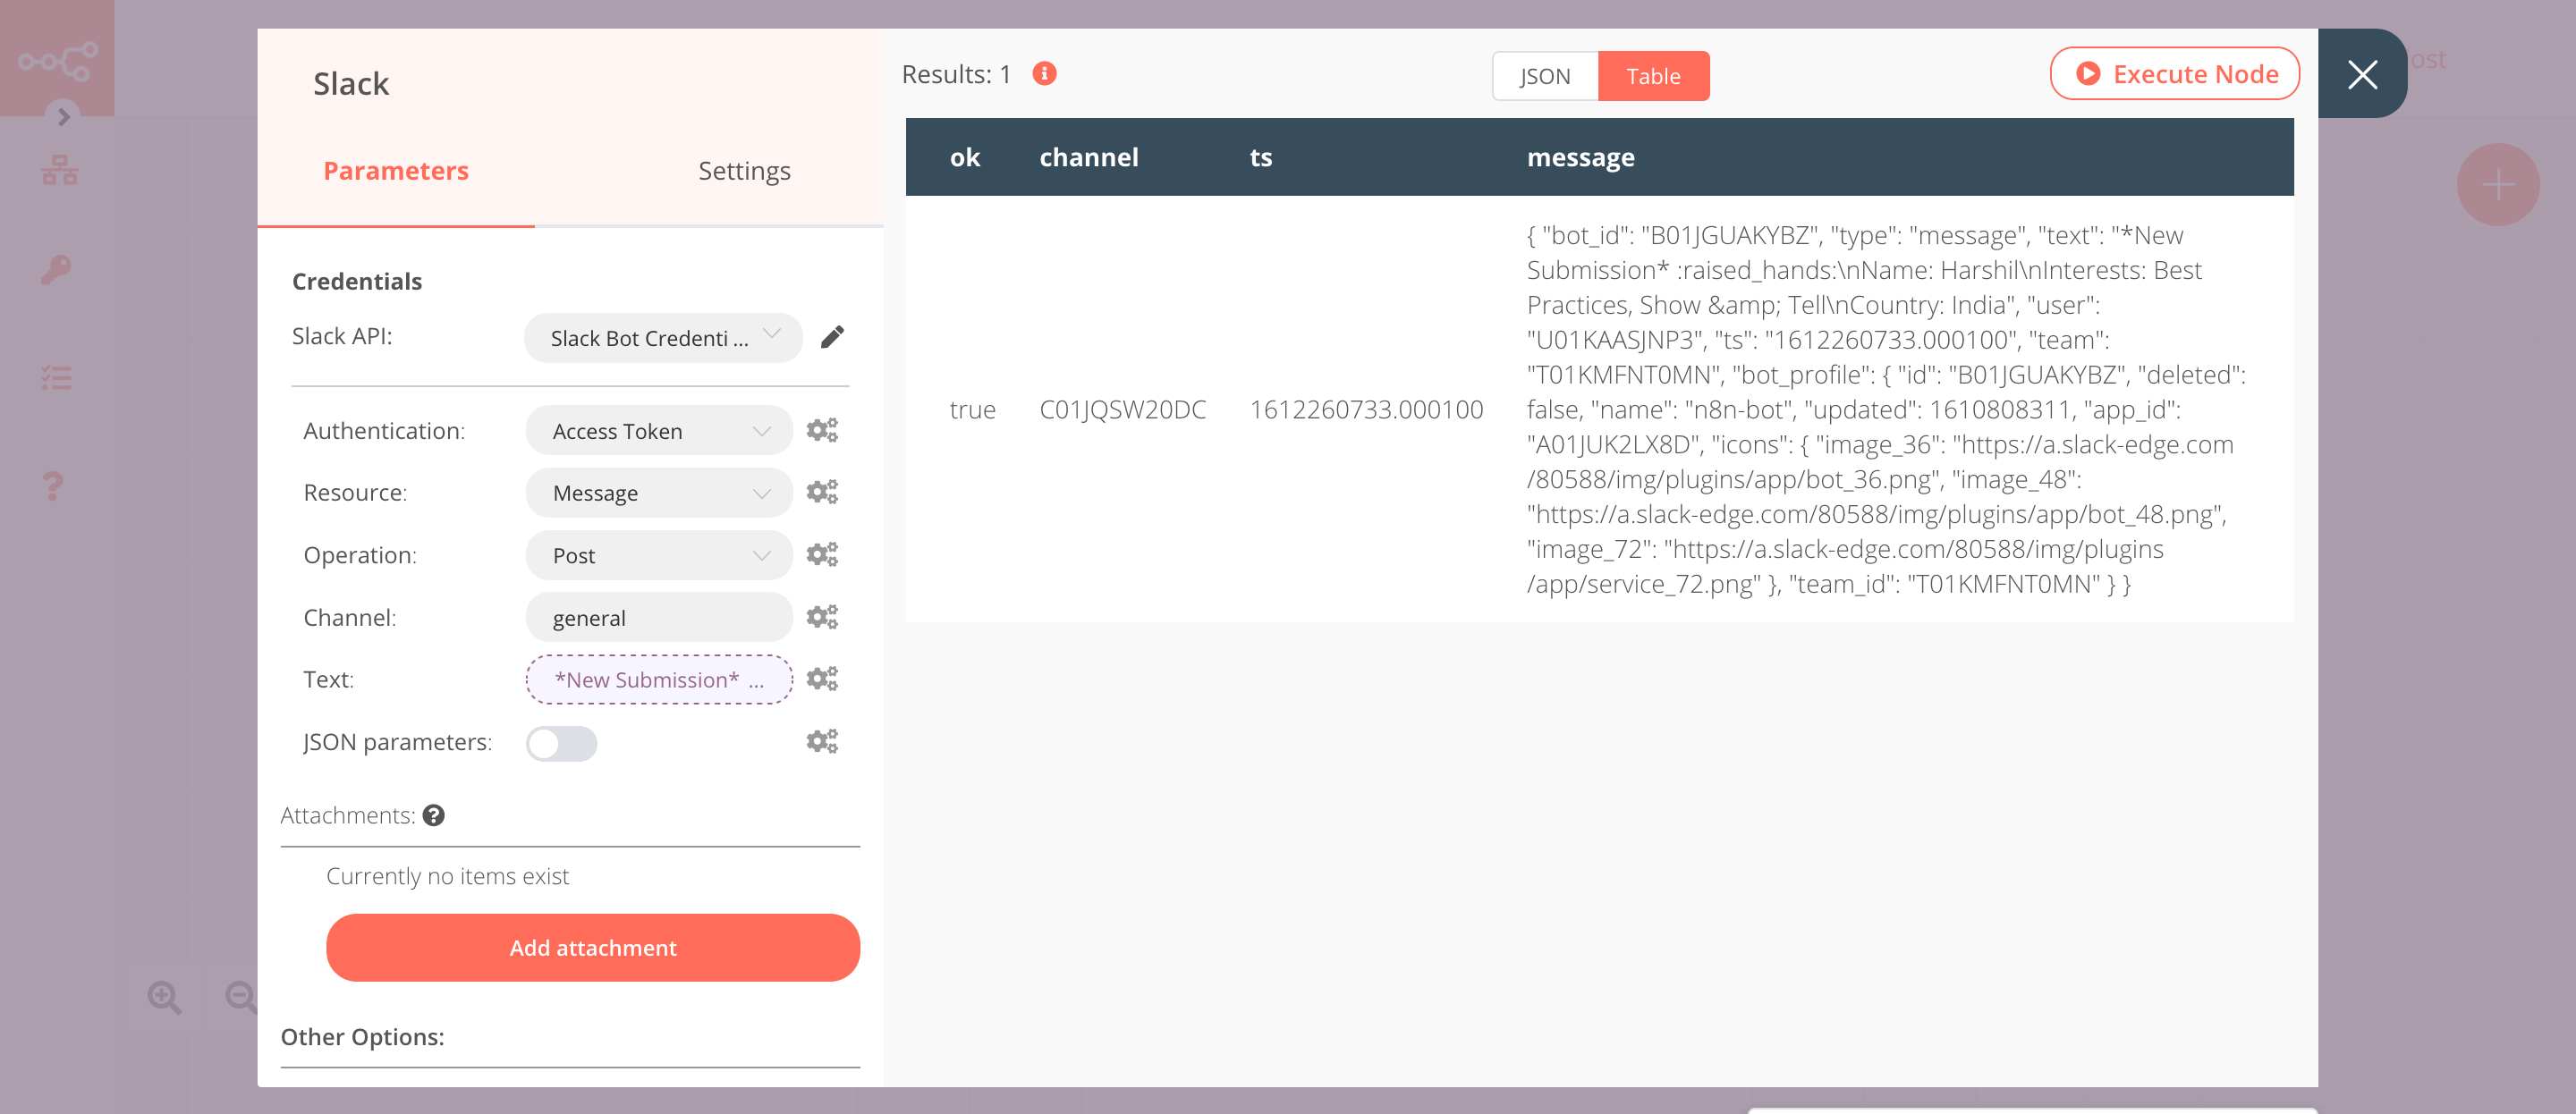 Slack
Parameters
Settings
Credentials
Slack API:
Slack Bot Credenti ...
Authentication:
Access Token
Resource:
Message
Operation:
Post
Channel:
general
Text:
*New Submission* ...
JSON parameters:
Attachments:
Currently no items exist
Add attachment
Other Options:
Results: 1
JSON
Table
Execute Node
ost
ok channel ts message
true C01JQSW20DC 1612260733.000100
{ "bot_id": "B01JGUAKYBZ", "type": "message", "text": "*New
Submission* :raised_hands:\nName: Harshil\nInterests: Best
Practices, Show &amp; Tell\nCountry: India", "user":
"U01KAASJNP3", "ts": "1612260733.000100", "team":
"T01KMFNT0MN", "bot_profile": { "id": "B01JGUAKYBZ", "deleted":
false, "name": "n8n-bot", "updated": 1610808311, "app_id":
"A01JUK2LX8D", "icons": { "image_36": "https://a.slack-edge.com
/80588/img/plugins/app/bot_36.png", "image_48":
"https://a.slack-edge.com/80588/img/plugins/app/bot_48.png",
"image_72": "https://a.slack-edge.com/80588/img/plugins
/app/service_72.png" }, "team_id": "T01KMFNT0MN" } }